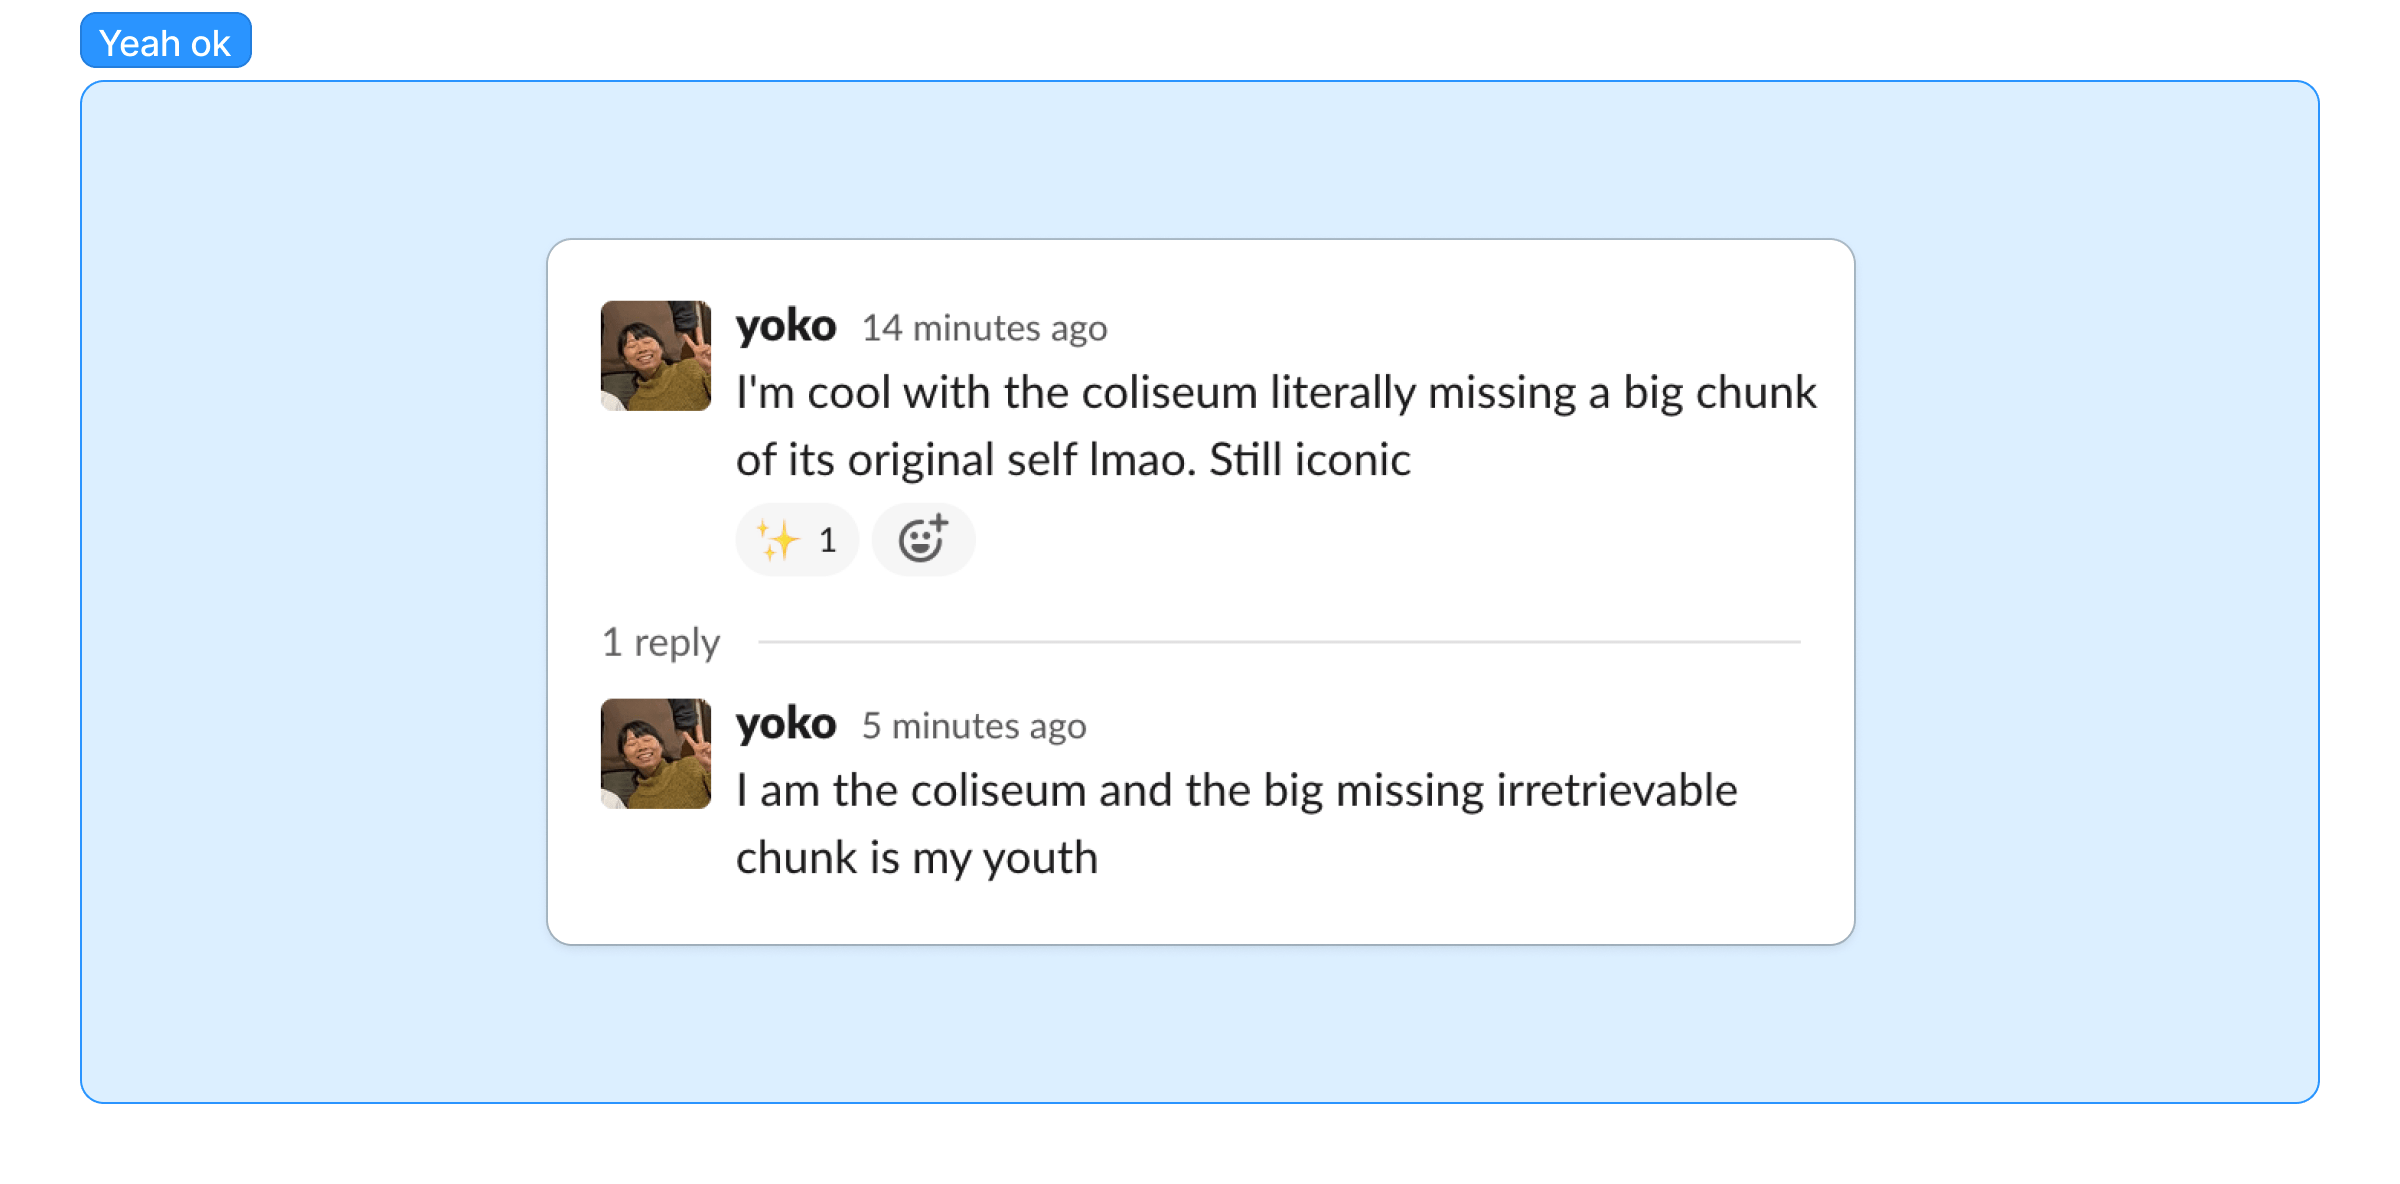 Yeah ok
yoko 14 minutes ago
I'm cool with the coliseum literally missing a big chunk
of its original self lmao. Still iconic
✨ 1
1 reply
yoko 5 minutes ago
I am the coliseum and the big missing irretrievable
chunk is my youth